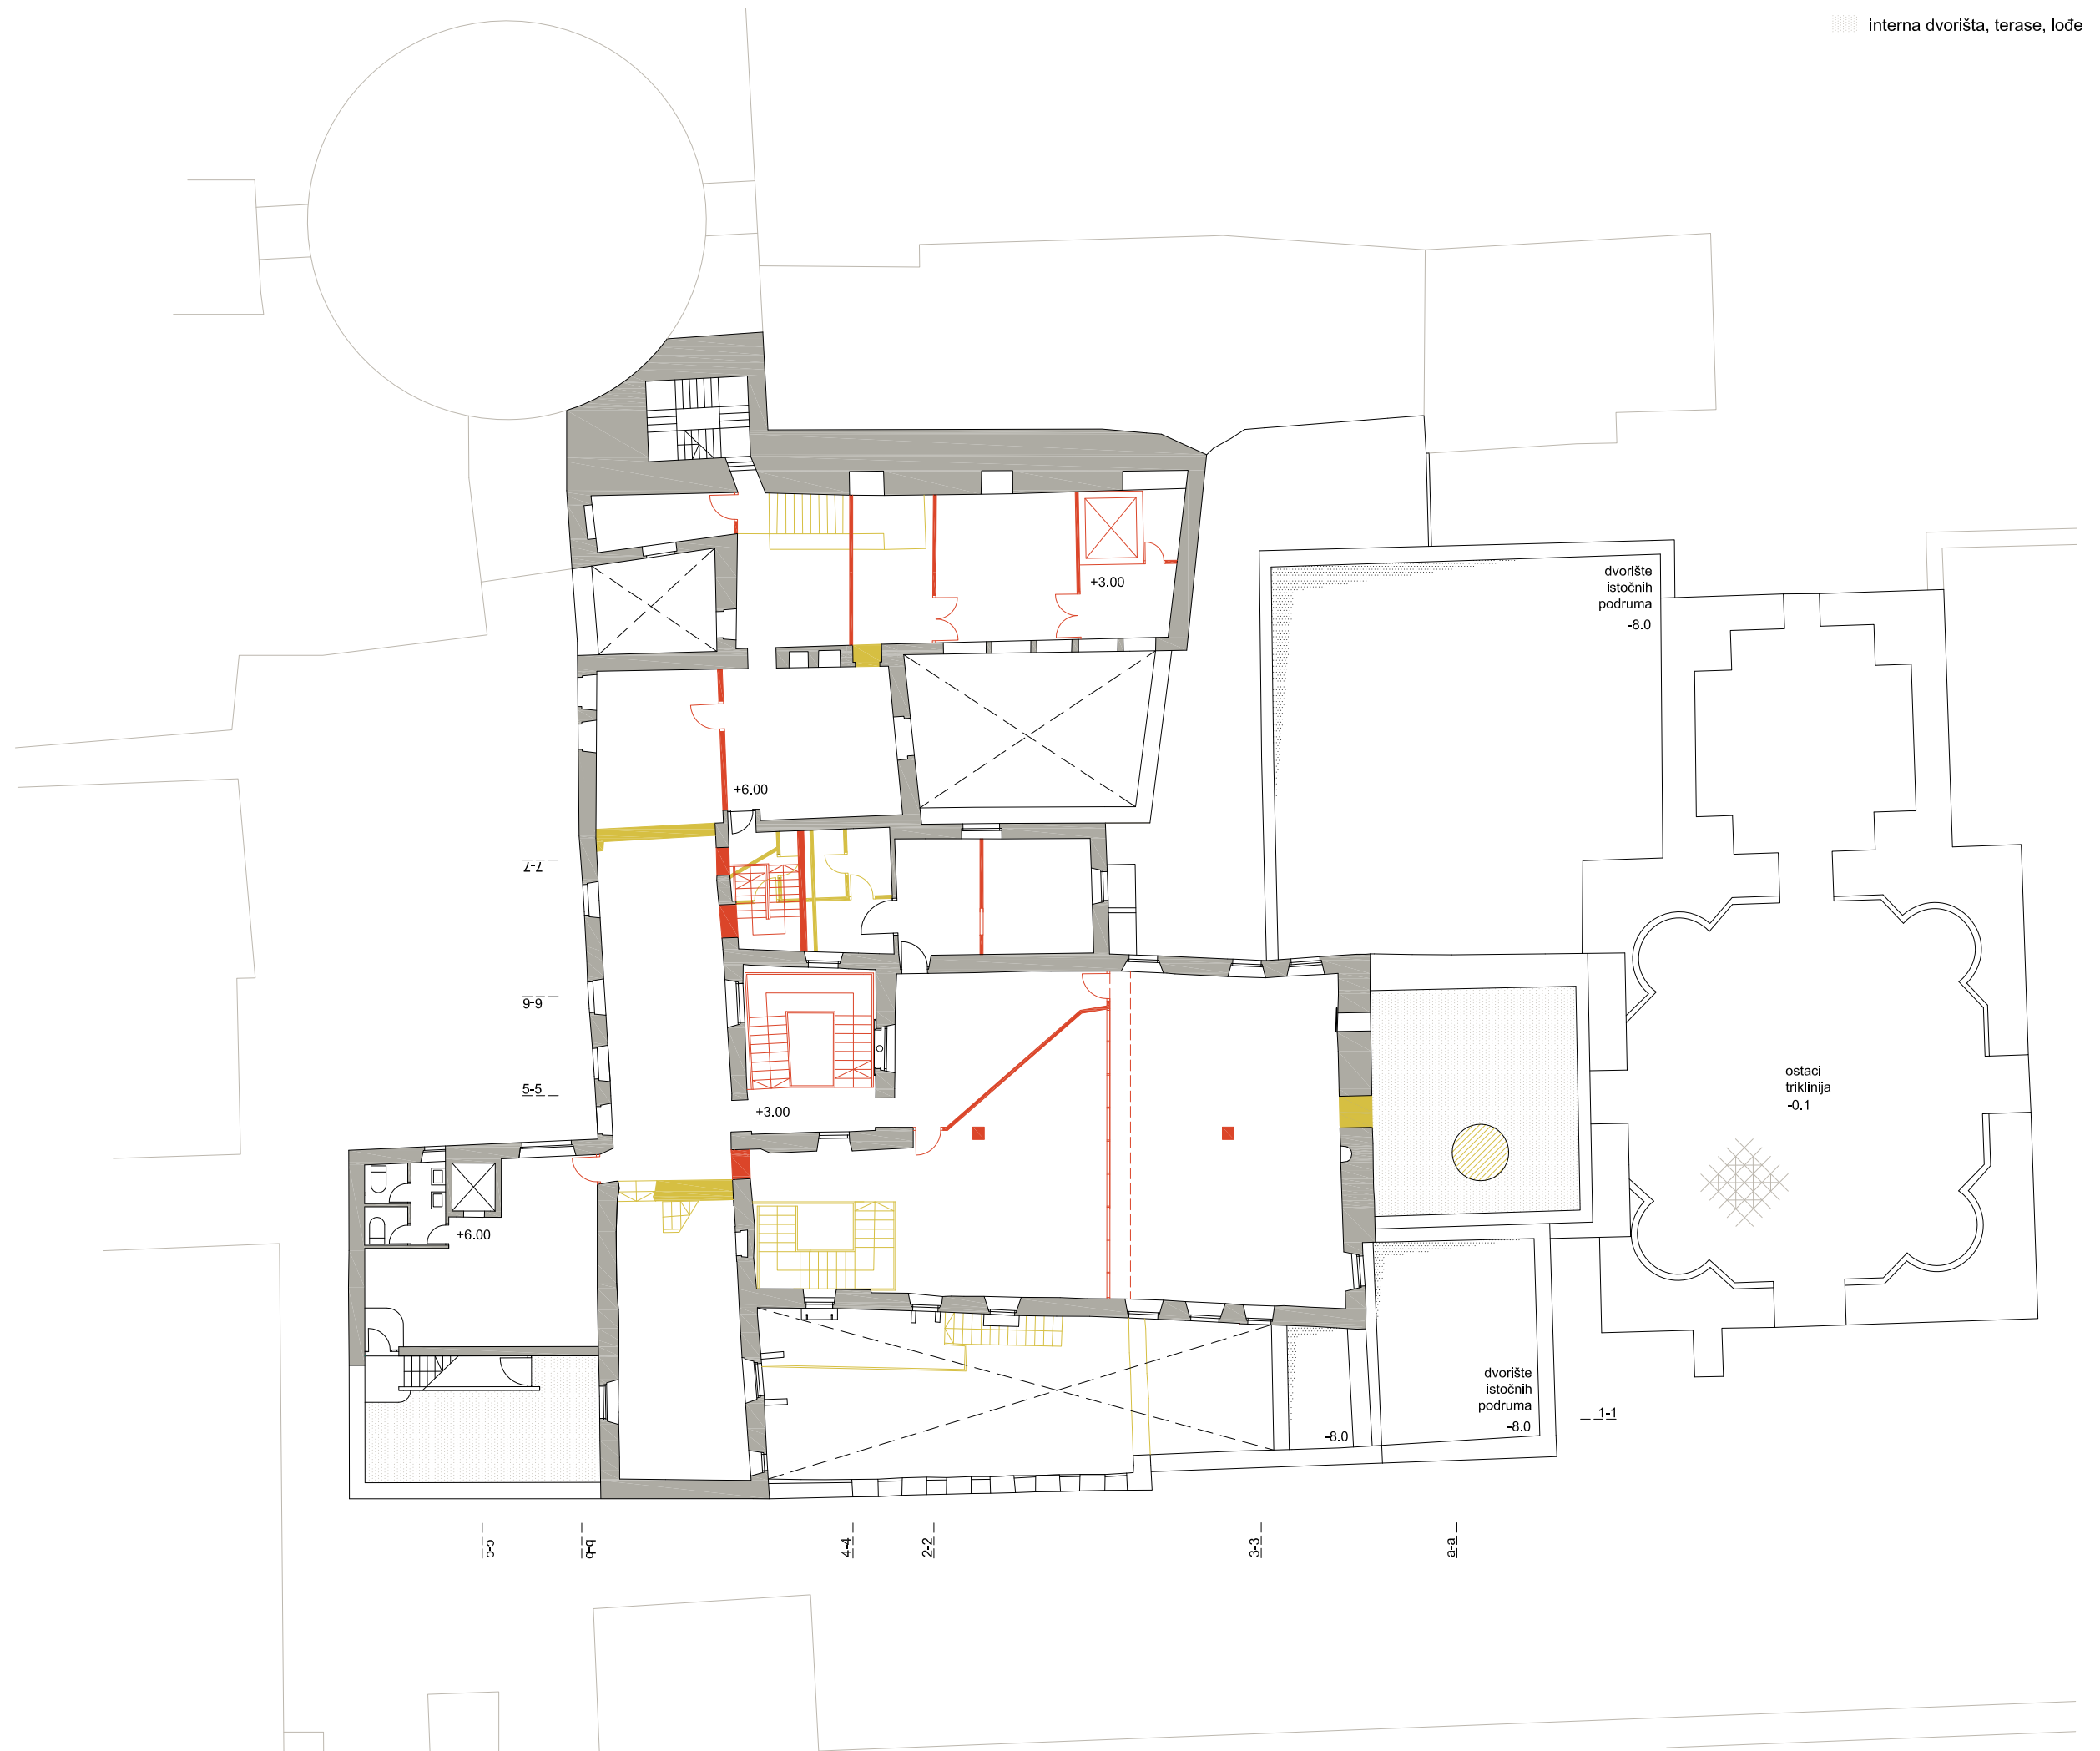 interna dvorišta, terase, lođe
dvorište
istočnih
podruma
-8.0
+3.00
+6.00
7-7
6-6
5-5
+3.00
ostaci
triklinija
-0.1
+6.00
dvorište
istočnih
podruma
-8.0
-8.0
1-1
c-c
b-b
4-4
2-2
3-3
a-a